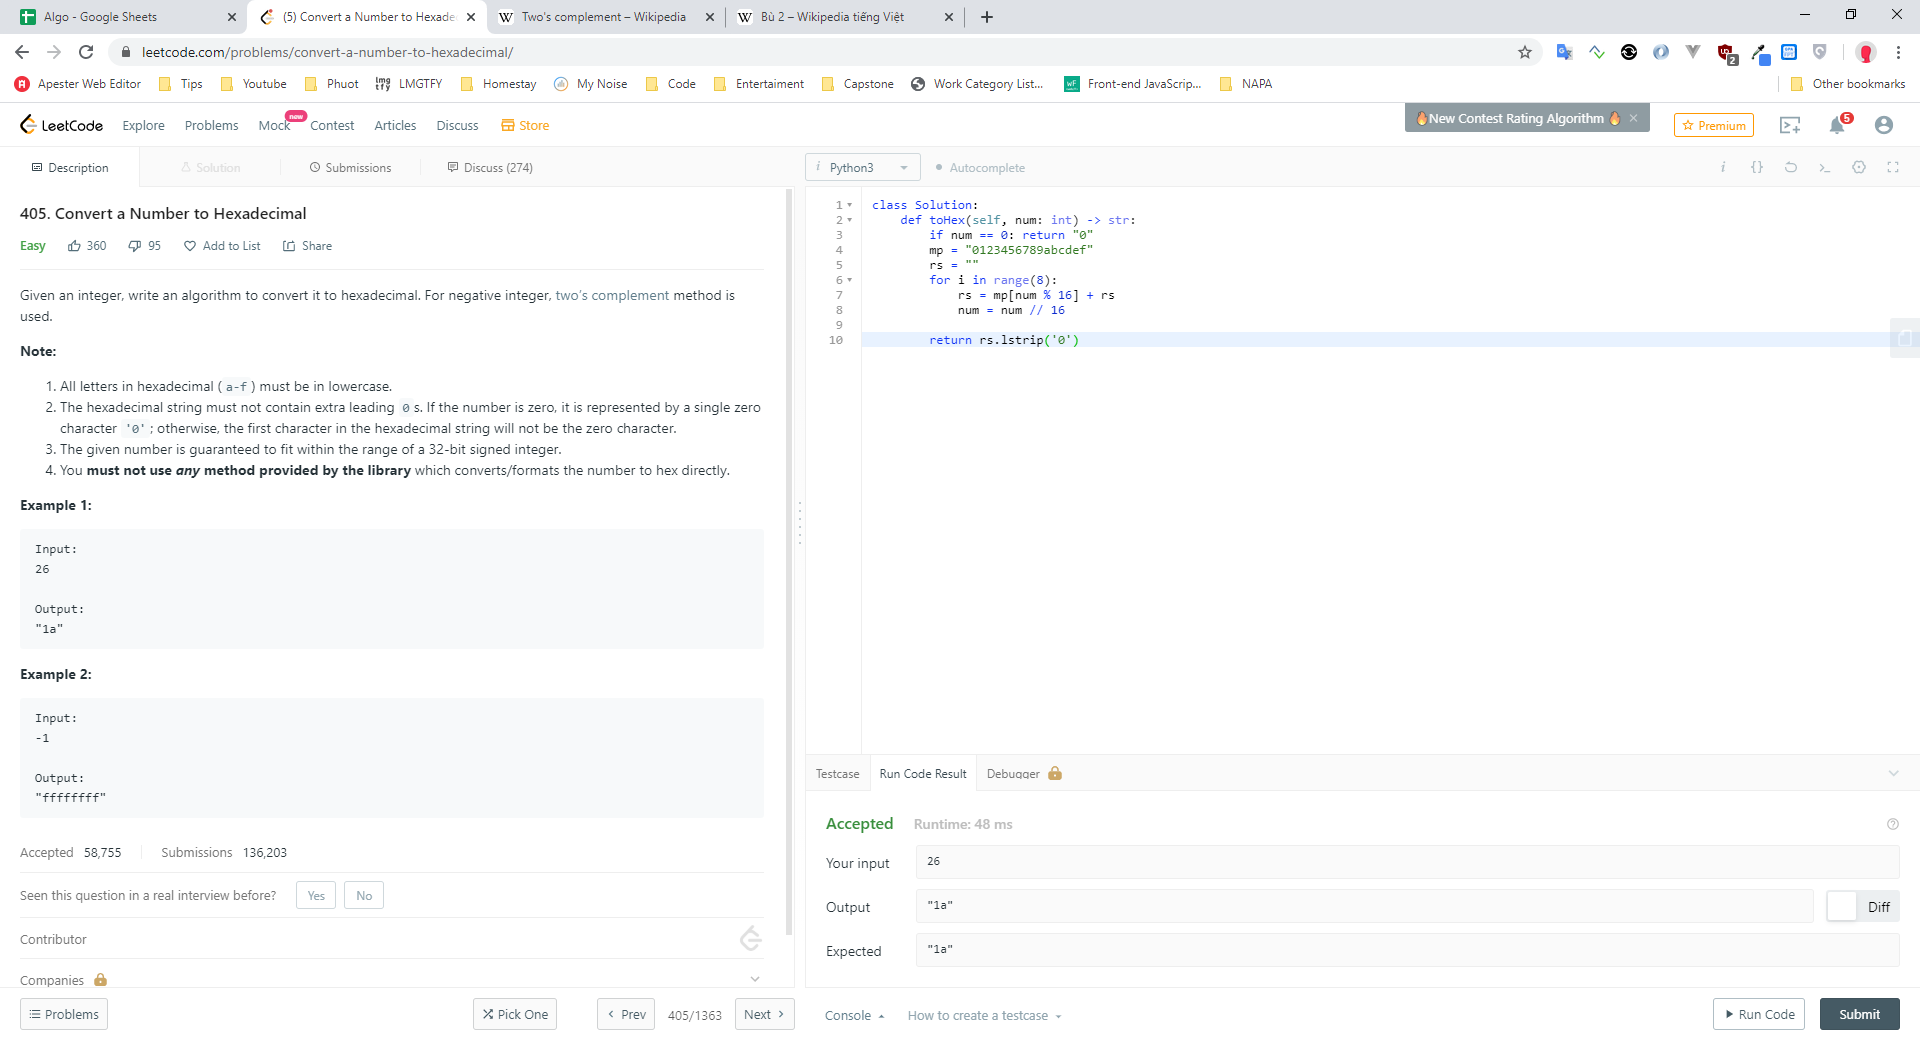 Algo - Google Sheets
(5) Convert a Number to Hexade
Two's complement – Wikipedia
Bù 2 – Wikipedia tiếng Việt
leetcode.com/problems/convert-a-number-to-hexadecimal/
2
Apester Web Editor
Tips
Youtube
Phuot
LMGTFY
Homestay
My Noise
Code
Entertaiment
Capstone
Work Category List...
Front-end JavaScrip...
NAPA
Other bookmarks
LeetCode
Explore
Problems
Mock
new
Contest
Articles
Discuss
Store
🔥New Contest Rating Algorithm 🔥
Premium
5
Description
Solution
Submissions
Discuss (274)
i Python3
Autocomplete
405. Convert a Number to Hexadecimal
Easy
360
95
Add to List
Share
Given an integer, write an algorithm to convert it to hexadecimal. For negative integer, two's complement method is
used.
Note:
1. All letters in hexadecimal ( a-f ) must be in lowercase.
2. The hexadecimal string must not contain extra leading 0 s. If the number is zero, it is represented by a single zero
character '0' ; otherwise, the first character in the hexadecimal string will not be the zero character.
3. The given number is guaranteed to fit within the range of a 32-bit signed integer.
4. You must not use any method provided by the library which converts/formats the number to hex directly.
Example 1:
Input:
26
Output:
"1a"
Example 2:
Input:
-1
Output:
"ffffffff"
Accepted 58,755
Submissions 136,203
Seen this question in a real interview before?
Yes
No
Contributor
Companies
Problems
Pick One
Prev
405/1363
Next
1 class Solution:
2     def toHex(self, num: int) -> str:
3         if num == 0: return "0"
4         mp = "0123456789abcdef"
5         rs = ""
6         for i in range(8):
7             rs = mp[num % 16] + rs
8             num = num // 16
9
10         return rs.lstrip('0')
Testcase
Run Code Result
Debugger
Accepted
Runtime: 48 ms
Your input
26
Output
"1a"
Diff
Expected
"1a"
Console
How to create a testcase
Run Code
Submit